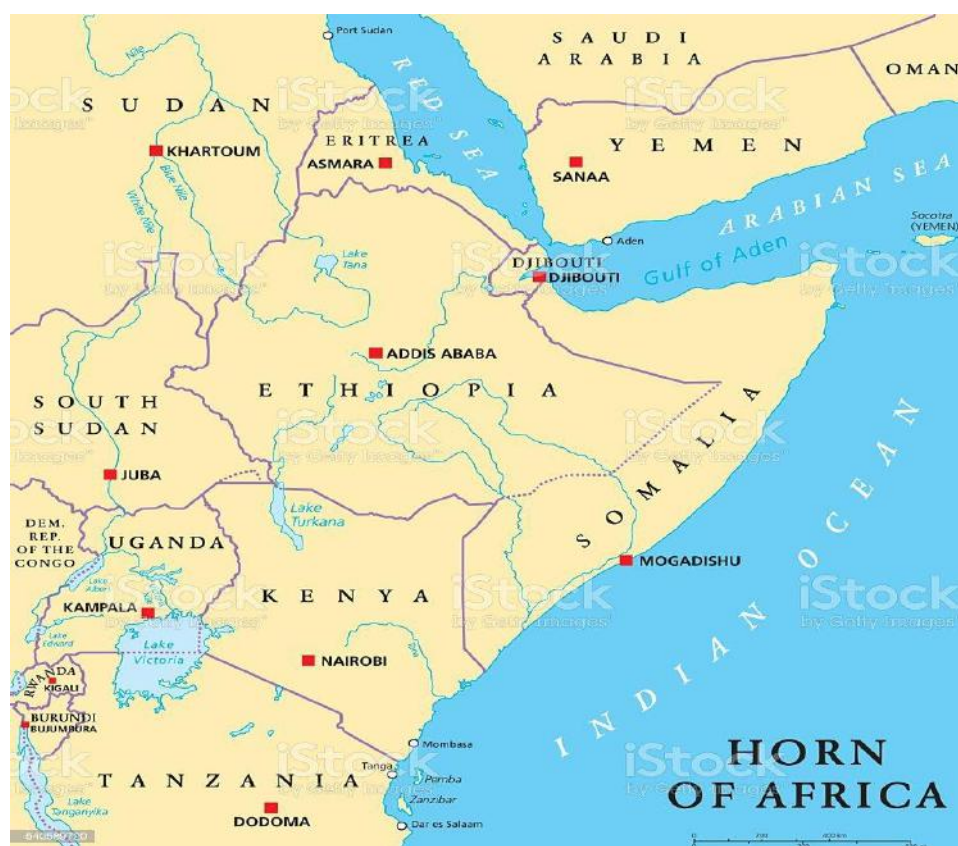 Port Sudan
SAUDI
ARABIA
OMAN
Nile
SUDAN
RED SEA
ERITREA
YEMEN
KHARTOUM
ASMARA
SANAA
ARABIAN SEA
Blue Nile
White Nile
Socotra
(YEMEN)
Aden
Lake
Tana
DJIBOUTI
DJIBOUTI
Gulf of Aden
ADDIS ABABA
ETHIOPIA
SOUTH
SUDAN
SOMALIA
JUBA
Lake
Turkana
INDIAN OCEAN
DEM.
REP.
OF THE
CONGO
UGANDA
MOGADISHU
Lake
Albert
KENYA
KAMPALA
Lake
Edward
Lake
Victoria
NAIROBI
RWANDA
KIGALI
BURUNDI
BUJUMBURA
Mombasa
HORN
OF AFRICA
Tanga
TANZANIA
Pemba
Zanzibar
Lake
Tanganyika
DODOMA
Dar es Salaam
iStock
by Getty Images